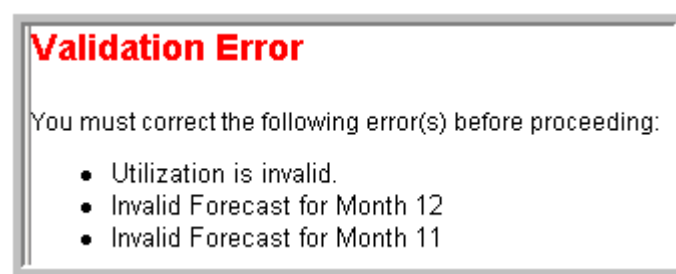 Validation Error
You must correct the following error(s) before proceeding:
Utilization is invalid.
Invalid Forecast for Month 12
Invalid Forecast for Month 11